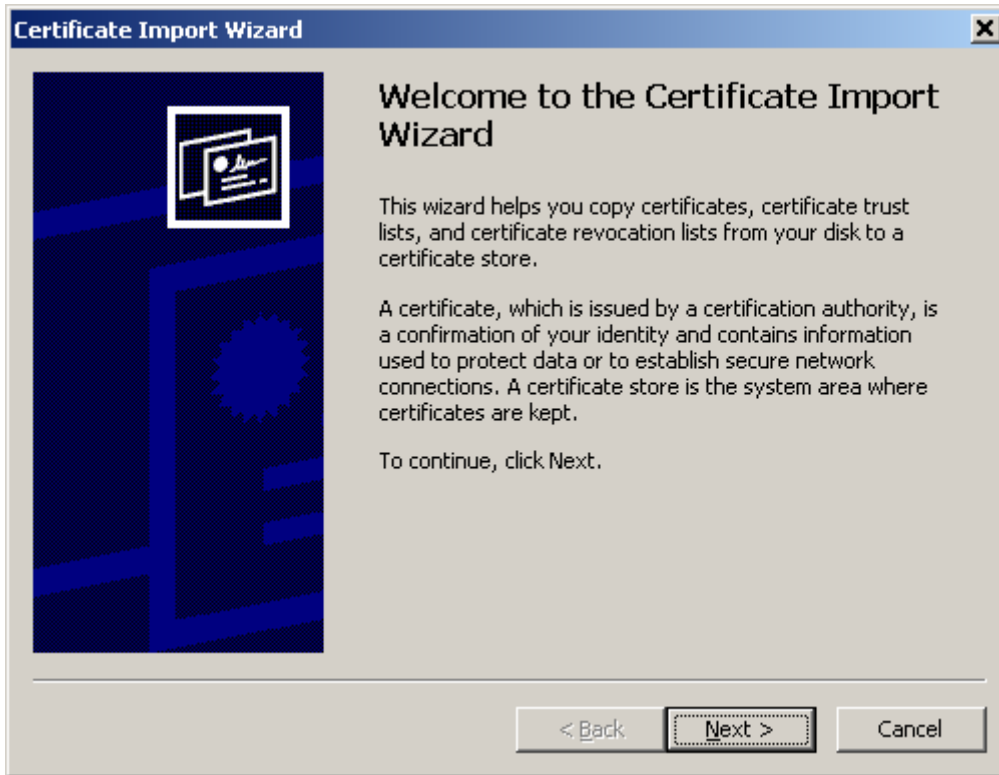 Certificate Import Wizard
Welcome to the Certificate Import
Wizard
This wizard helps you copy certificates, certificate trust
lists, and certificate revocation lists from your disk to a
certificate store.
A certificate, which is issued by a certification authority, is
a confirmation of your identity and contains information
used to protect data or to establish secure network
connections. A certificate store is the system area where
certificates are kept.
To continue, click Next.
< Back Next > Cancel